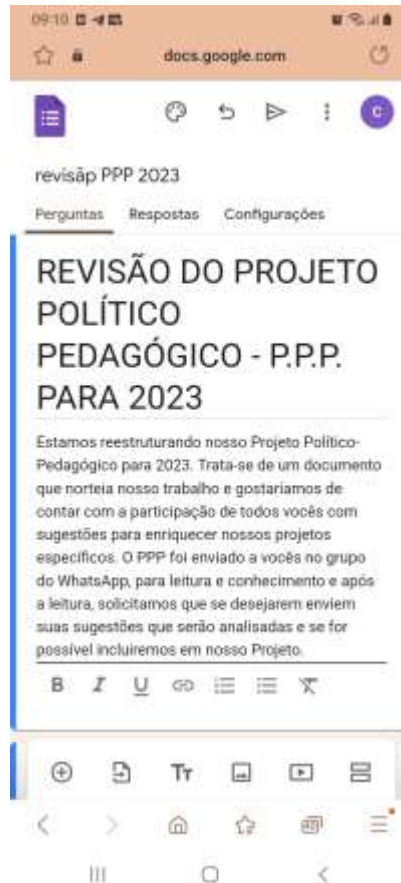 09:10
docs.google.com
C
revisãp PPP 2023
Perguntas Respostas Configurações
REVISÃO DO PROJETO
POLÍTICO
PEDAGÓGICO - P.P.P.
PARA 2023
Estamos reestruturando nosso Projeto Político-
Pedagógico para 2023. Trata-se de um documento
que norteia nosso trabalho e gostariamos de
contar com a participação de todos vocês com
sugestões para enriquecer nossos projetos
especificos. O PPP foi enviado a vocês no grupo
do WhatsApp, para leitura e conhecimento e após
a leitura, solicitamos que se desejarem enviem
suas sugestões que serão analisadas e se for
possível incluiremos em nosso Projeto.
B I U
Tт